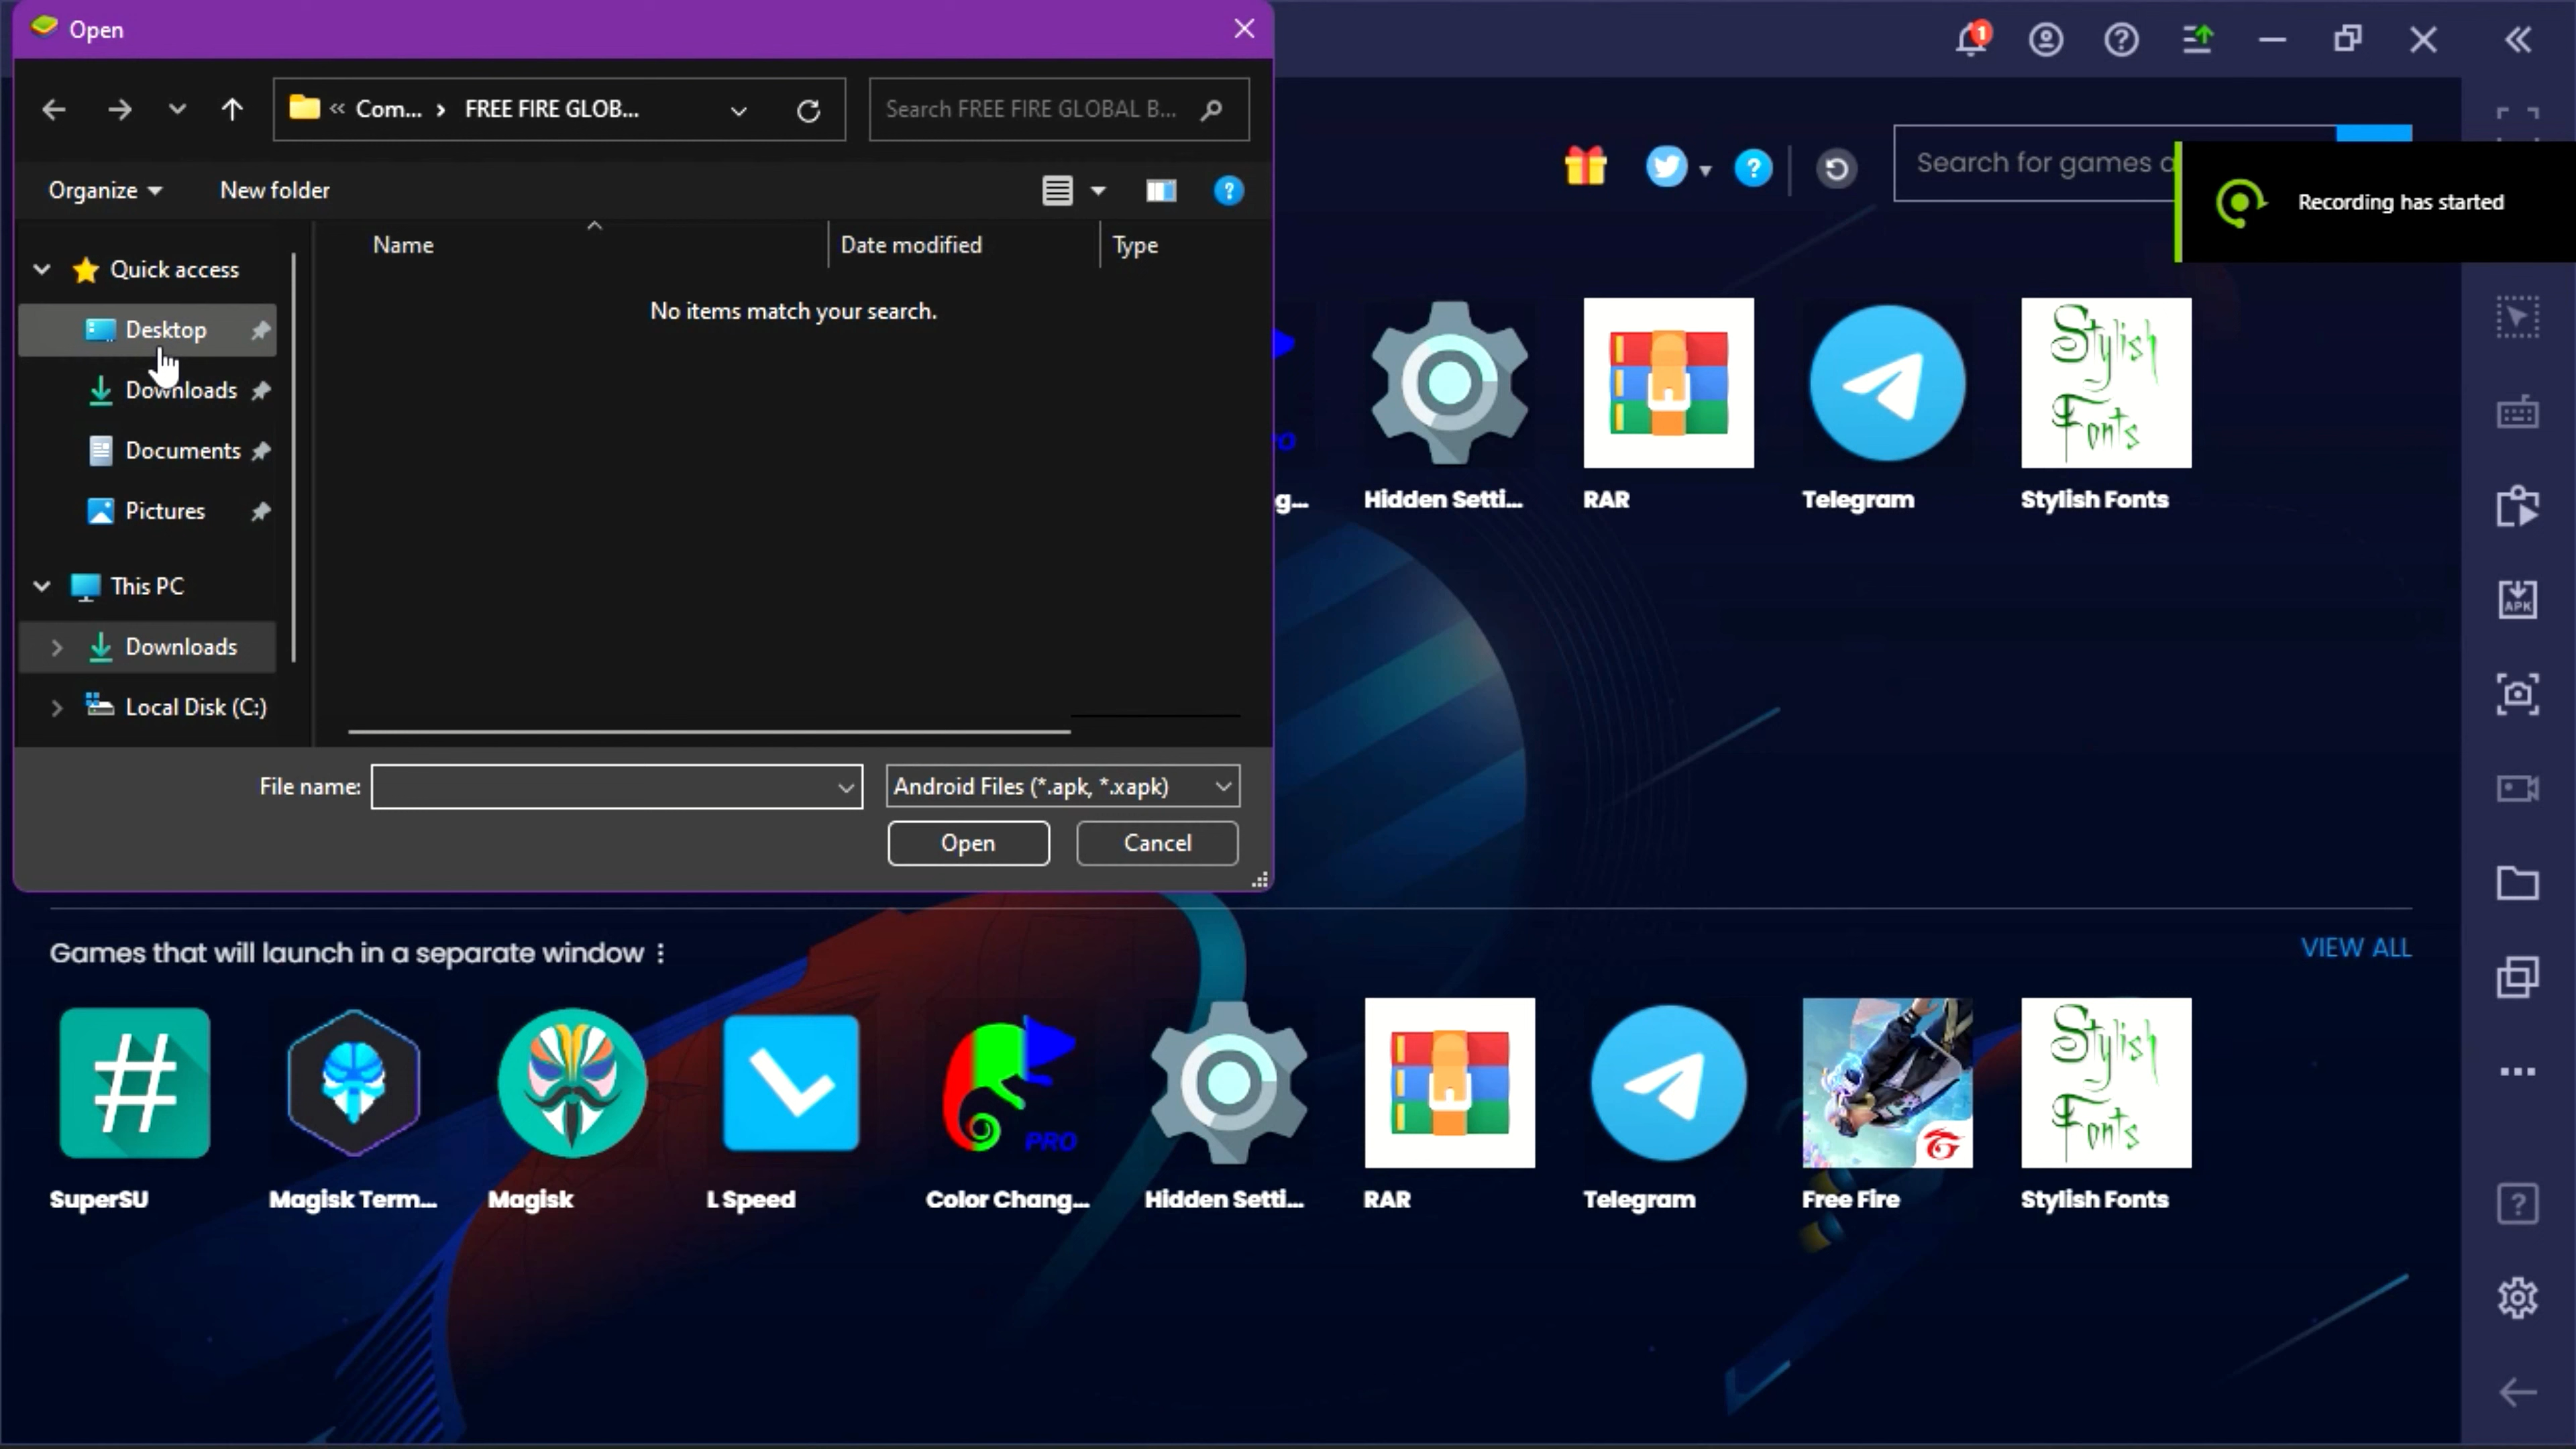 Open
1
« Com... › FREE FIRE GLOB...
Search FREE FIRE GLOBAL B...
Organize
New folder
Search for games a
Recording has started
Name
Date modified
Type
Quick access
No items match your search.
Desktop
Downloads
Documents
Pictures
This PC
Downloads
Local Disk (C:)
Stylish
Fonts
g...
Hidden Setti...
RAR
Telegram
Stylish Fonts
APK
File name:
Android Files (*.apk, *.xapk)
Open
Cancel
Games that will launch in a separate window
VIEW ALL
#
PRO
Stylish
Fonts
SuperSU
Magisk Term...
Magisk
L Speed
Color Chang...
Hidden Setti...
RAR
Telegram
Free Fire
Stylish Fonts